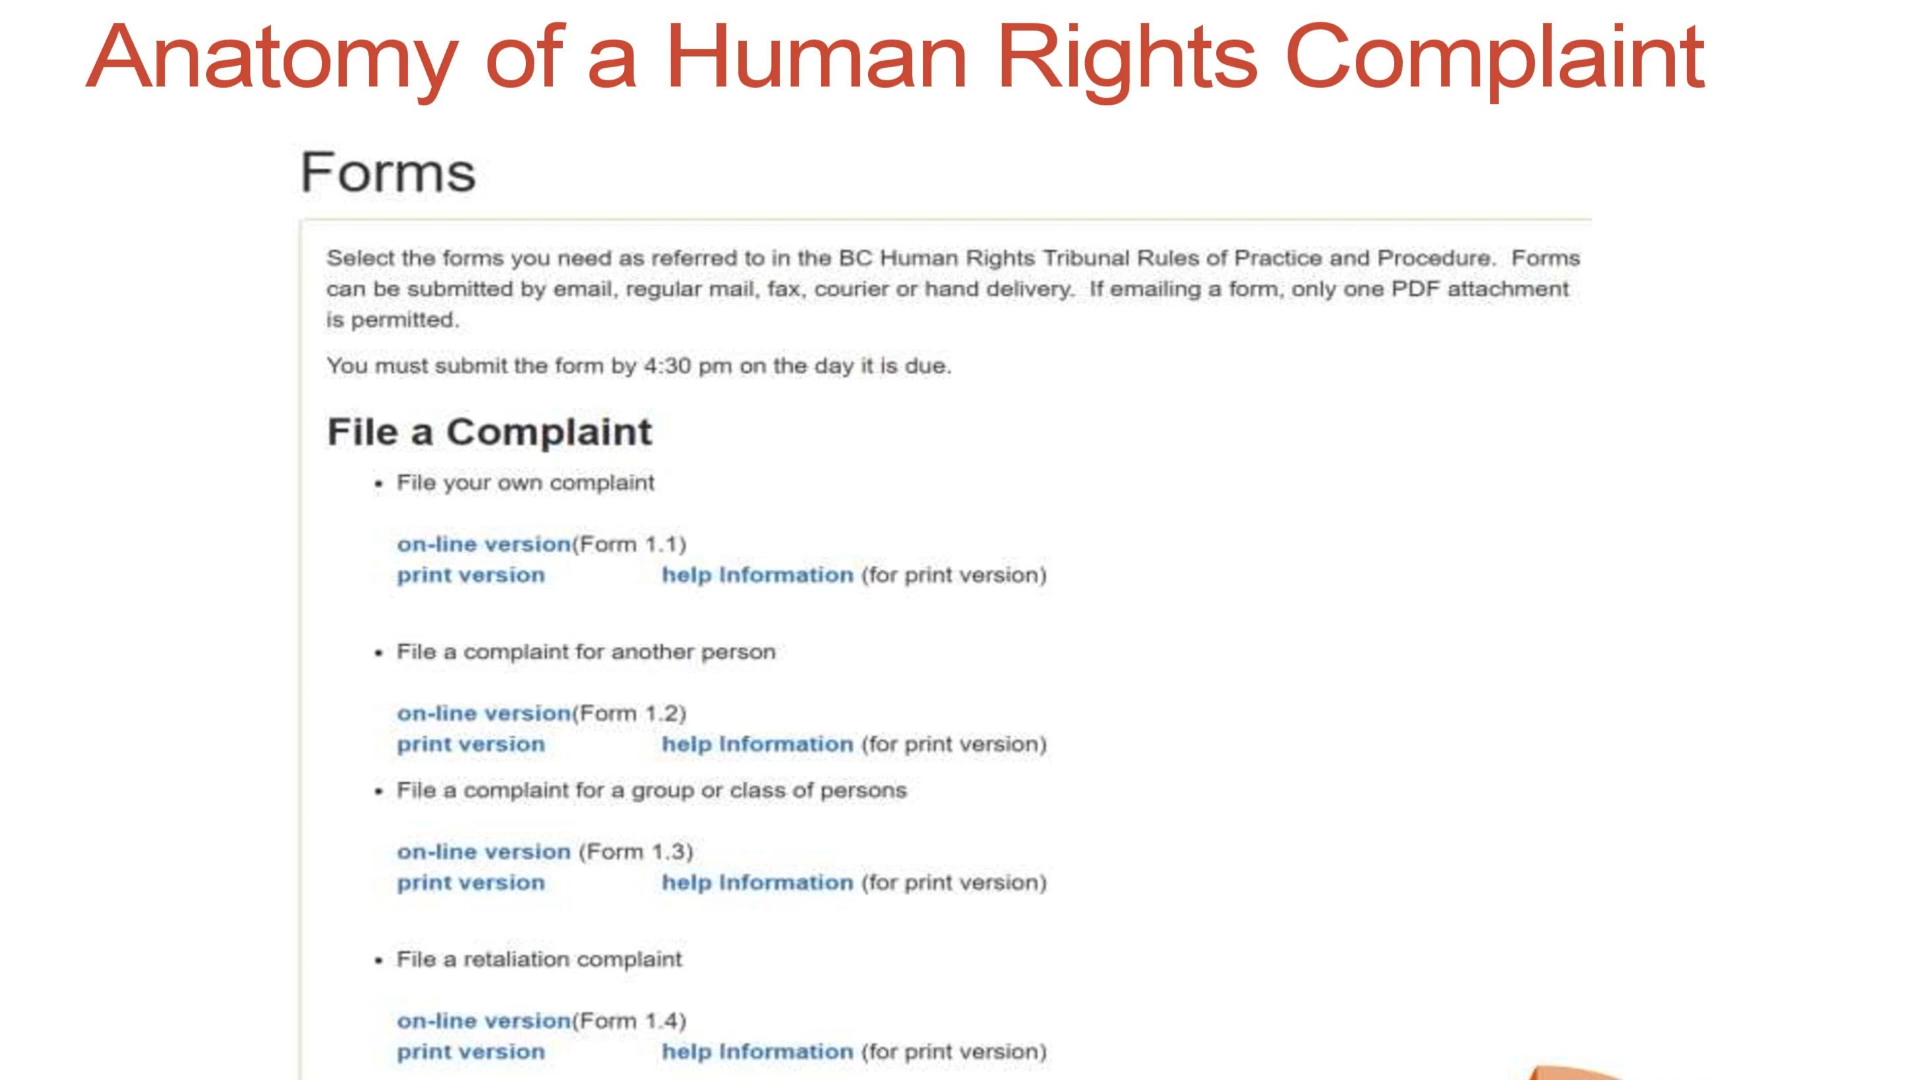 Anatomy of a Human Rights Complaint
Forms
Select the forms you need as referred to in the BC Human Rights Tribunal Rules of Practice and Procedure. Forms
can be submitted by email, regular mail, fax, courier or hand delivery. If emailing a form, only one PDF attachment
is permitted.
You must submit the form by 4:30 pm on the day it is due.
File a Complaint
• File your own complaint
on-line version(Form 1.1)
print version help Information (for print version)
• File a complaint for another person
on-line version(Form 1.2)
print version help Information (for print version)
• File a complaint for a group or class of persons
on-line version (Form 1.3)
print version help Information (for print version)
• File a retaliation complaint
on-line version(Form 1.4)
print version help Information (for print version)